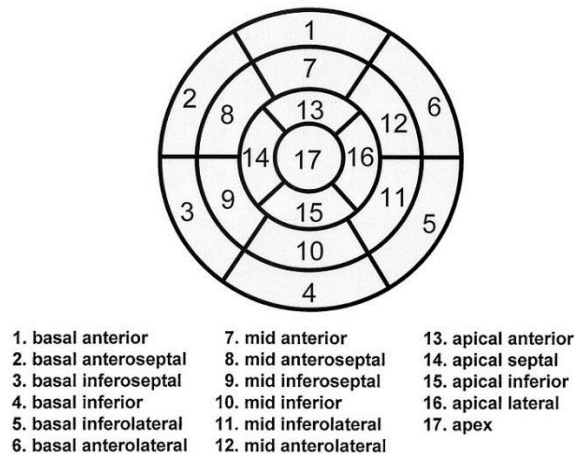 1
7
2
8
13
12
6
14
17
16
3
9
15
11
5
10
4
1. basal anterior
2. basal anteroseptal
3. basal inferoseptal
4. basal inferior
5. basal inferolateral
6. basal anterolateral
7. mid anterior
8. mid anteroseptal
9. mid inferoseptal
10. mid inferior
11. mid inferolateral
12. mid anterolateral
13. apical anterior
14. apical septal
15. apical inferior
16. apical lateral
17. apex